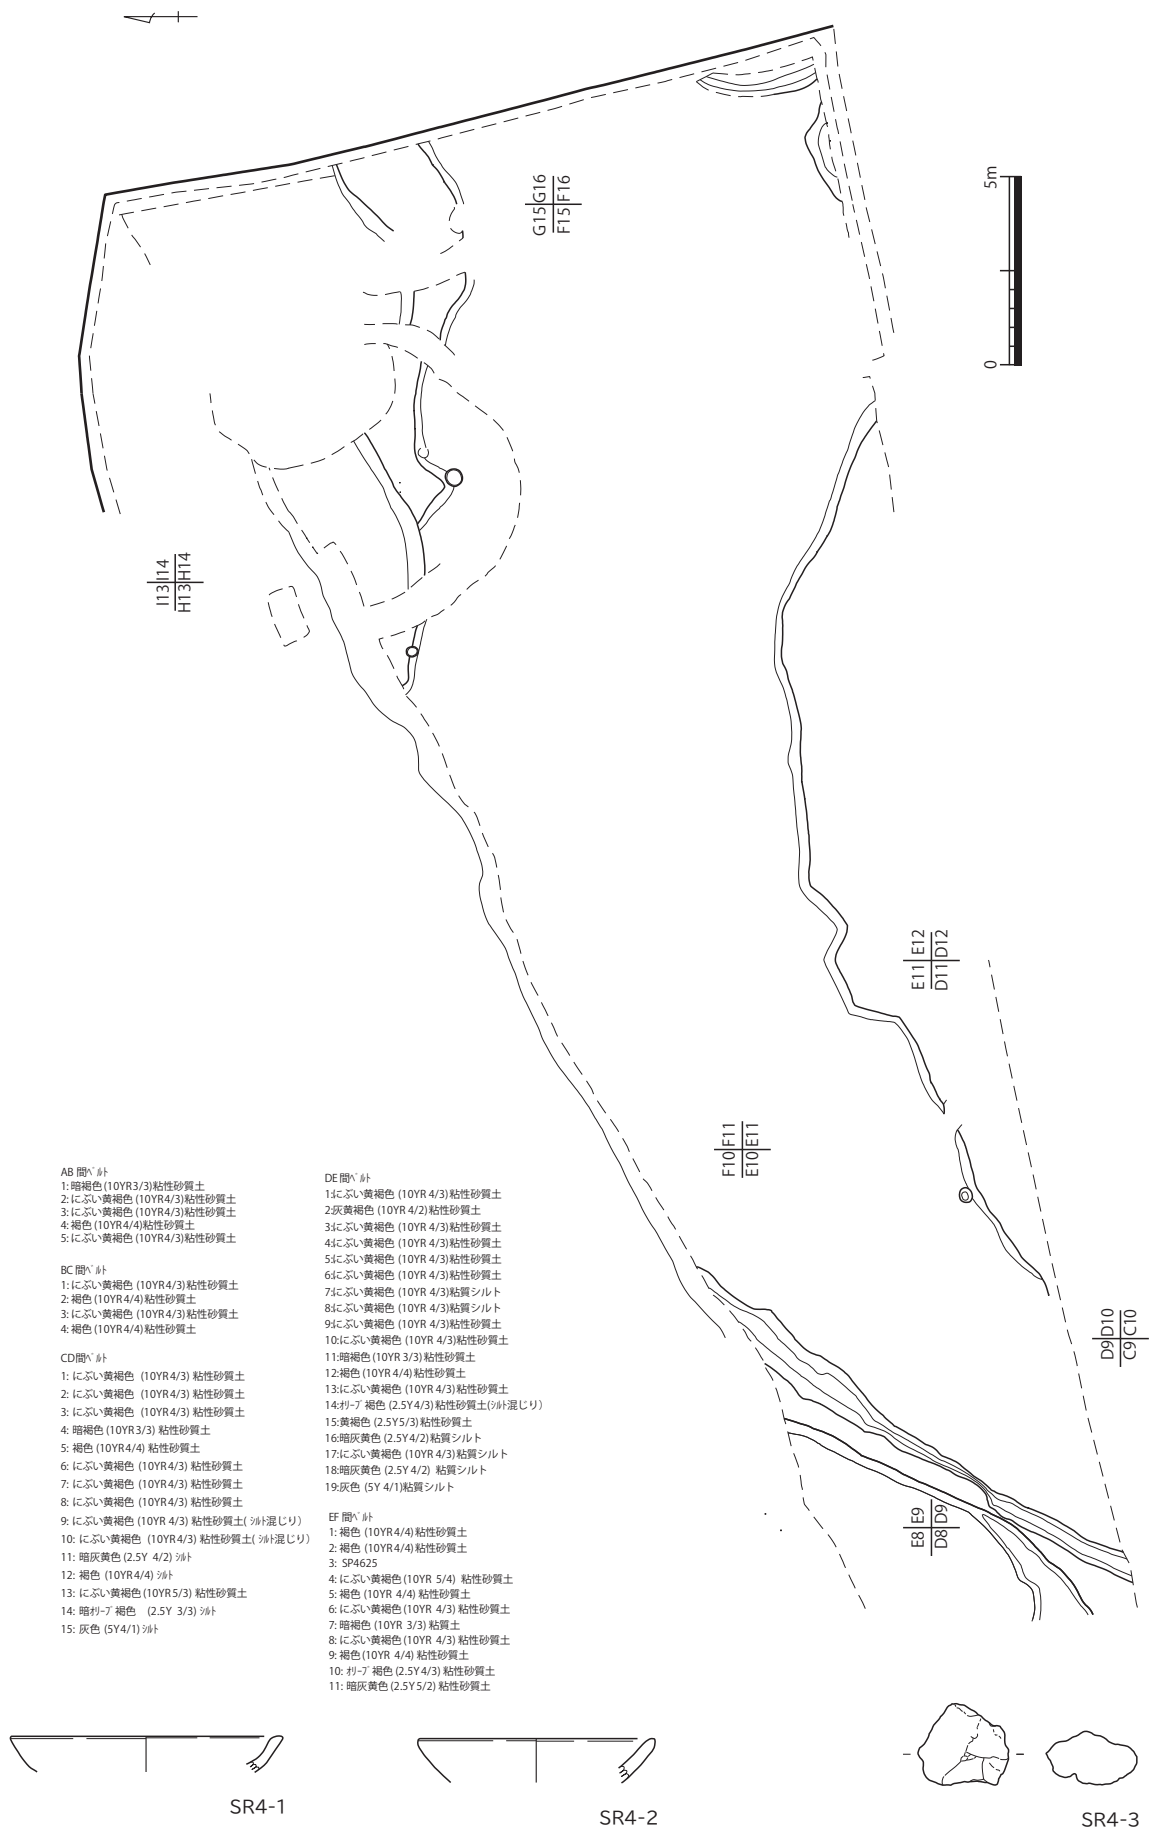 5m
0
G15 G16
F15 F16
I13 I14
H13 H14
E11 E12
D11 D12
F10 F11
E10 E11
D9 D10
C9 C10
E8 E9
D8 D9
AB 間ベルト
1: 暗褐色 (10YR3/3)粘性砂質土
2: にぶい黄褐色 (10YR4/3)粘性砂質土
3: にぶい黄褐色 (10YR4/3)粘性砂質土
4: 褐色 (10YR4/4)粘性砂質土
5: にぶい黄褐色 (10YR4/3)粘性砂質土
BC 間ベルト
1: にぶい黄褐色 (10YR4/3)粘性砂質土
2: 褐色 (10YR4/4)粘性砂質土
3: にぶい黄褐色 (10YR4/3)粘性砂質土
4: 褐色 (10YR4/4)粘性砂質土
CD間ベルト
1: にぶい黄褐色 (10YR4/3) 粘性砂質土
2: にぶい黄褐色 (10YR4/3) 粘性砂質土
3: にぶい黄褐色 (10YR4/3) 粘性砂質土
4: 暗褐色 (10YR3/3) 粘性砂質土
5: 褐色 (10YR4/4) 粘性砂質土
6: にぶい黄褐色 (10YR4/3) 粘性砂質土
7: にぶい黄褐色 (10YR4/3) 粘性砂質土
8: にぶい黄褐色 (10YR4/3) 粘性砂質土
9: にぶい黄褐色 (10YR 4/3) 粘性砂質土( シルト混じり)
10: にぶい黄褐色 (10YR4/3) 粘性砂質土( シルト混じり)
11: 暗灰黄色 (2.5Y 4/2) シルト
12: 褐色 (10YR4/4) シルト
13: にぶい黄褐色 (10YR5/3) 粘性砂質土
14: 暗オリーブ褐色 (2.5Y 3/3) シルト
15: 灰色 (5Y4/1) シルト
DE 間ベルト
1:にぶい黄褐色 (10YR 4/3)粘性砂質土
2:灰黄褐色 (10YR 4/2)粘性砂質土
3:にぶい黄褐色 (10YR 4/3)粘性砂質土
4:にぶい黄褐色 (10YR 4/3)粘性砂質土
5:にぶい黄褐色 (10YR 4/3)粘性砂質土
6:にぶい黄褐色 (10YR 4/3)粘性砂質土
7:にぶい黄褐色 (10YR 4/3)粘質シルト
8:にぶい黄褐色 (10YR 4/3)粘質シルト
9:にぶい黄褐色 (10YR 4/3)粘性砂質土
10:にぶい黄褐色 (10YR 4/3)粘性砂質土
11:暗褐色 (10YR 3/3)粘性砂質土
12:褐色 (10YR 4/4)粘性砂質土
13:にぶい黄褐色 (10YR 4/3)粘性砂質土
14:オリーブ褐色 (2.5Y4/3)粘性砂質土(シルト混じり)
15:黄褐色 (2.5Y5/3)粘性砂質土
16:暗灰黄色 (2.5Y4/2)粘質シルト
17:にぶい黄褐色 (10YR 4/3)粘質シルト
18:暗灰黄色 (2.5Y 4/2) 粘質シルト
19:灰色 (5Y 4/1)粘質シルト
EF 間ベルト
1: 褐色 (10YR4/4)粘性砂質土
2: 褐色 (10YR4/4)粘性砂質土
3: SP4625
4: にぶい黄褐色(10YR 5/4) 粘性砂質土
5: 褐色 (10YR 4/4)粘性砂質土
6: にぶい黄褐色 (10YR 4/3)粘性砂質土
7: 暗褐色 (10YR 3/3)粘質土
8: にぶい黄褐色 (10YR 4/3)粘性砂質土
9: 褐色(10YR 4/4)粘性砂質土
10: オリーブ褐色 (2.5Y4/3)粘性砂質土
11: 暗灰黄色 (2.5Y5/2)粘性砂質土
SR4-1
SR4-2
SR4-3